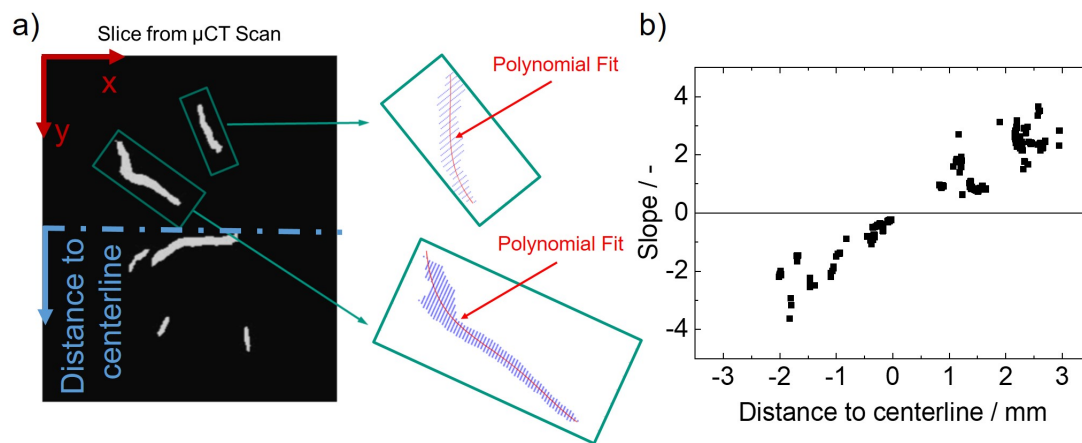 a)
Slice from µCT Scan
x
y
Distance to
centerline
Polynomial Fit
Polynomial Fit
b)
Slope / -
4
2
0
-2
-4
-3
-2
-1
0
1
2
3
Distance to centerline / mm